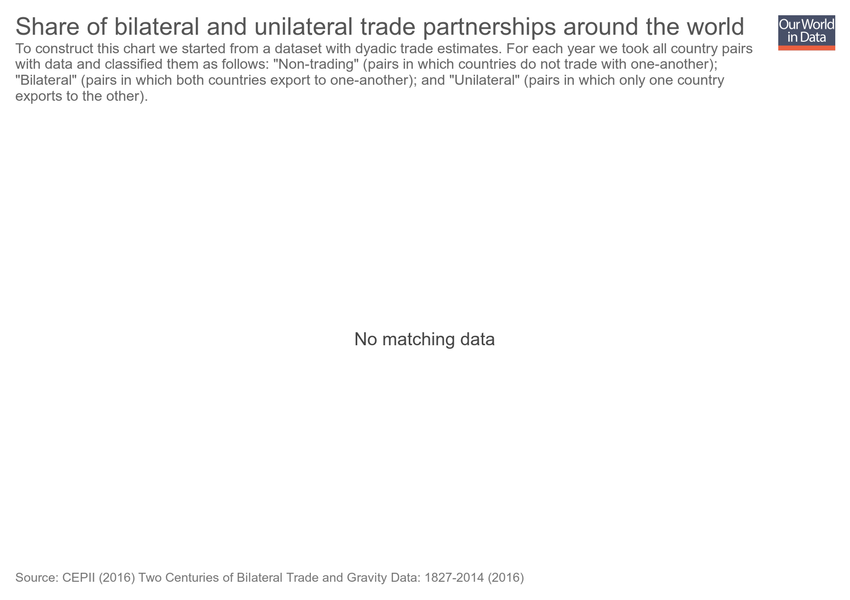 Share of bilateral and unilateral trade partnerships around the world
Our World
in Data
To construct this chart we started from a dataset with dyadic trade estimates. For each year we took all country pairs
with data and classified them as follows: "Non-trading" (pairs in which countries do not trade with one-another);
"Bilateral" (pairs in which both countries export to one-another); and "Unilateral" (pairs in which only one country
exports to the other).
No matching data
Source: CEPII (2016) Two Centuries of Bilateral Trade and Gravity Data: 1827-2014 (2016)